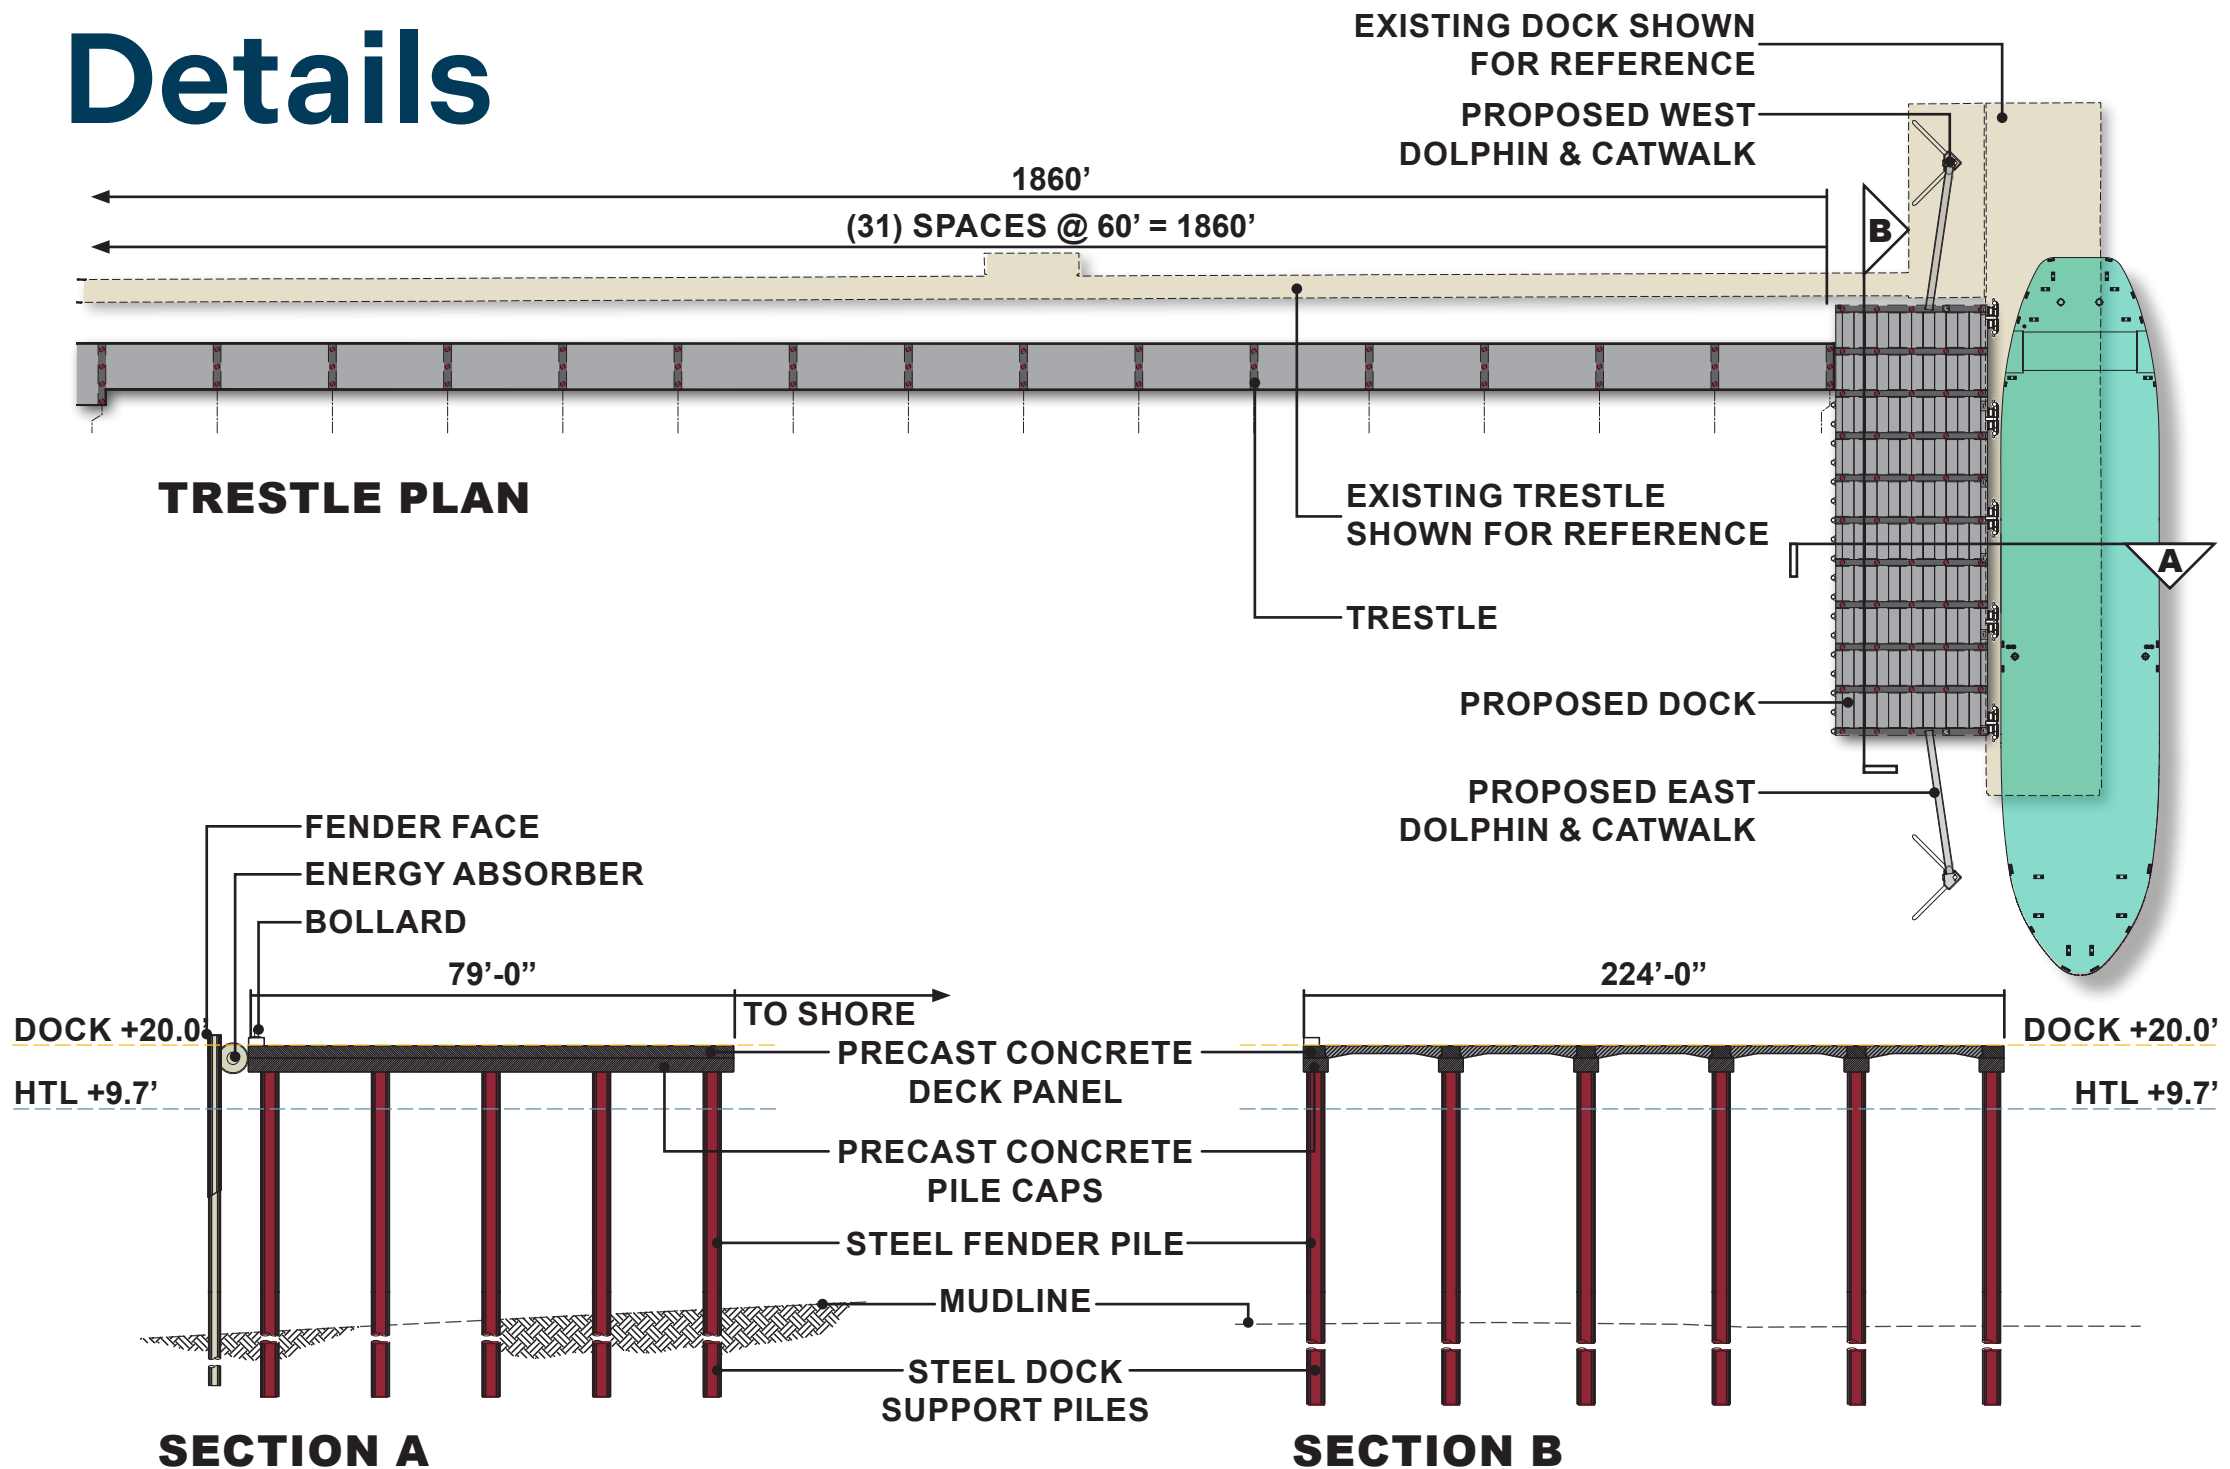 Details
EXISTING DOCK SHOWN
FOR REFERENCE
PROPOSED WEST
DOLPHIN & CATWALK
1860’
(31) SPACES @ 60’ = 1860’
B
TRESTLE PLAN
EXISTING TRESTLE
SHOWN FOR REFERENCE
A
TRESTLE
PROPOSED DOCK
PROPOSED EAST
DOLPHIN & CATWALK
FENDER FACE
ENERGY ABSORBER
BOLLARD
79’-0”
TO SHORE
224’-0”
DOCK +20.0’
DOCK +20.0’
PRECAST CONCRETE
DECK PANEL
HTL +9.7’
HTL +9.7’
PRECAST CONCRETE
PILE CAPS
STEEL FENDER PILE
MUDLINE
STEEL DOCK
SUPPORT PILES
SECTION A
SECTION B